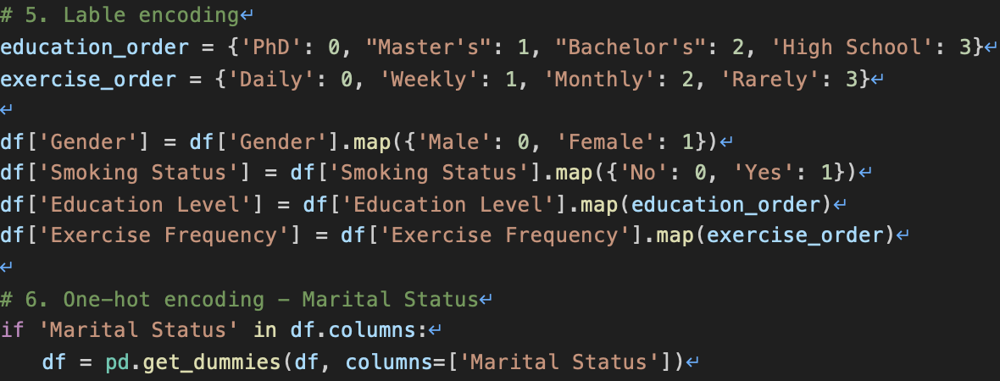 # 5. Lable encoding↵
education_order = {'PhD': 0, "Master's": 1, "Bachelor's": 2, 'High School': 3}↵
exercise_order = {'Daily': 0, 'Weekly': 1, 'Monthly': 2, 'Rarely': 3}↵
↵
df['Gender'] = df['Gender'].map({'Male': 0, 'Female': 1})↵
df['Smoking Status'] = df['Smoking Status'].map({'No': 0, 'Yes': 1})↵
df['Education Level'] = df['Education Level'].map(education_order)↵
df['Exercise Frequency'] = df['Exercise Frequency'].map(exercise_order)↵
↵
# 6. One-hot encoding – Marital Status↵
if 'Marital Status' in df.columns:↵
    df = pd.get_dummies(df, columns=['Marital Status'])↵